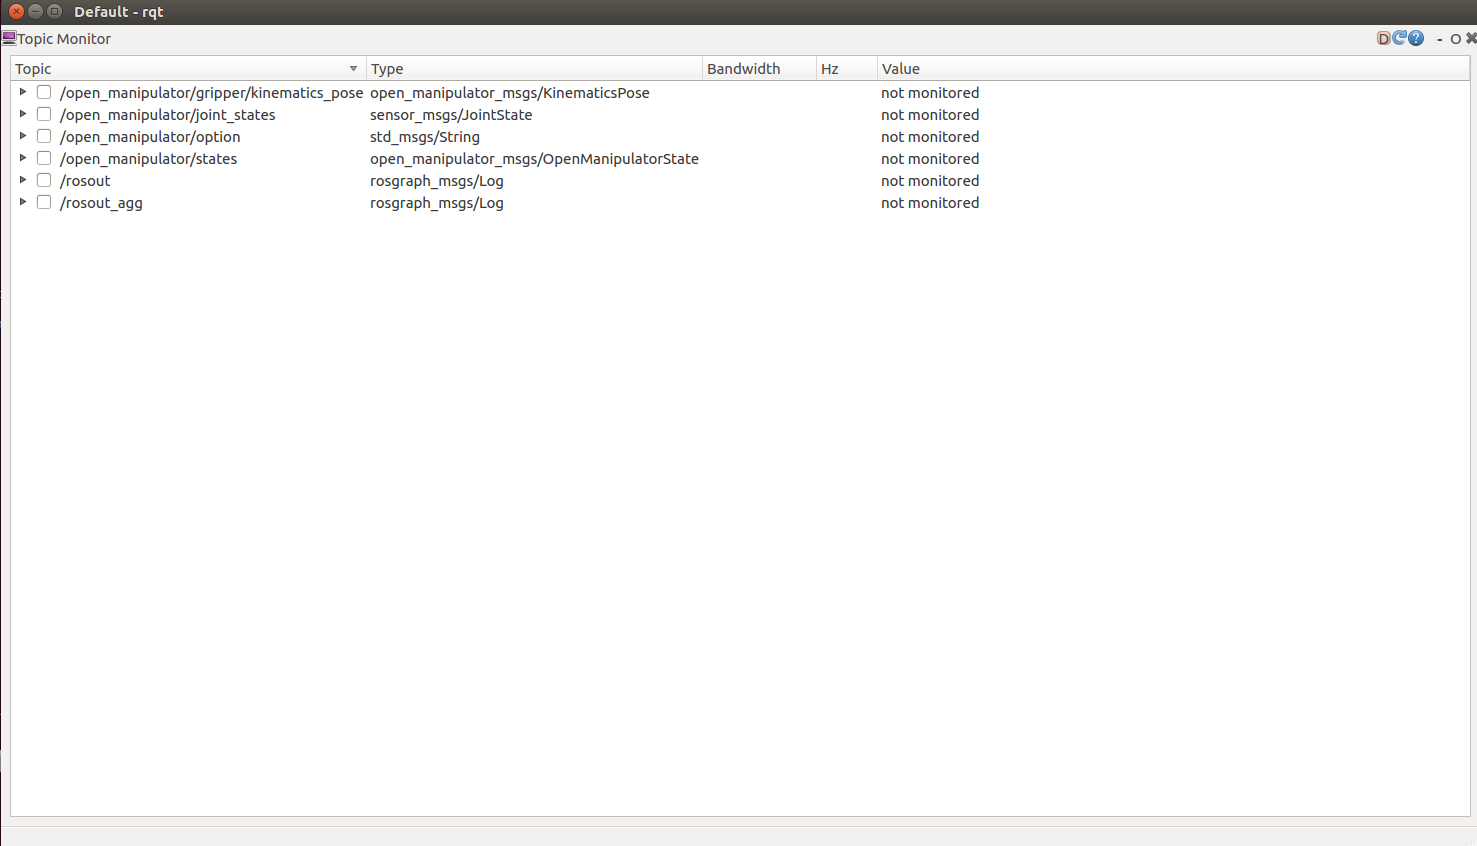 Default - rqt
Topic Monitor D ? - O
Topic Type Bandwidth Hz Value
/open_manipulator/gripper/kinematics_pose open_manipulator_msgs/KinematicsPose not monitored
/open_manipulator/joint_states sensor_msgs/JointState not monitored
/open_manipulator/option std_msgs/String not monitored
/open_manipulator/states open_manipulator_msgs/OpenManipulatorState not monitored
/rosout rosgraph_msgs/Log not monitored
/rosout_agg rosgraph_msgs/Log not monitored